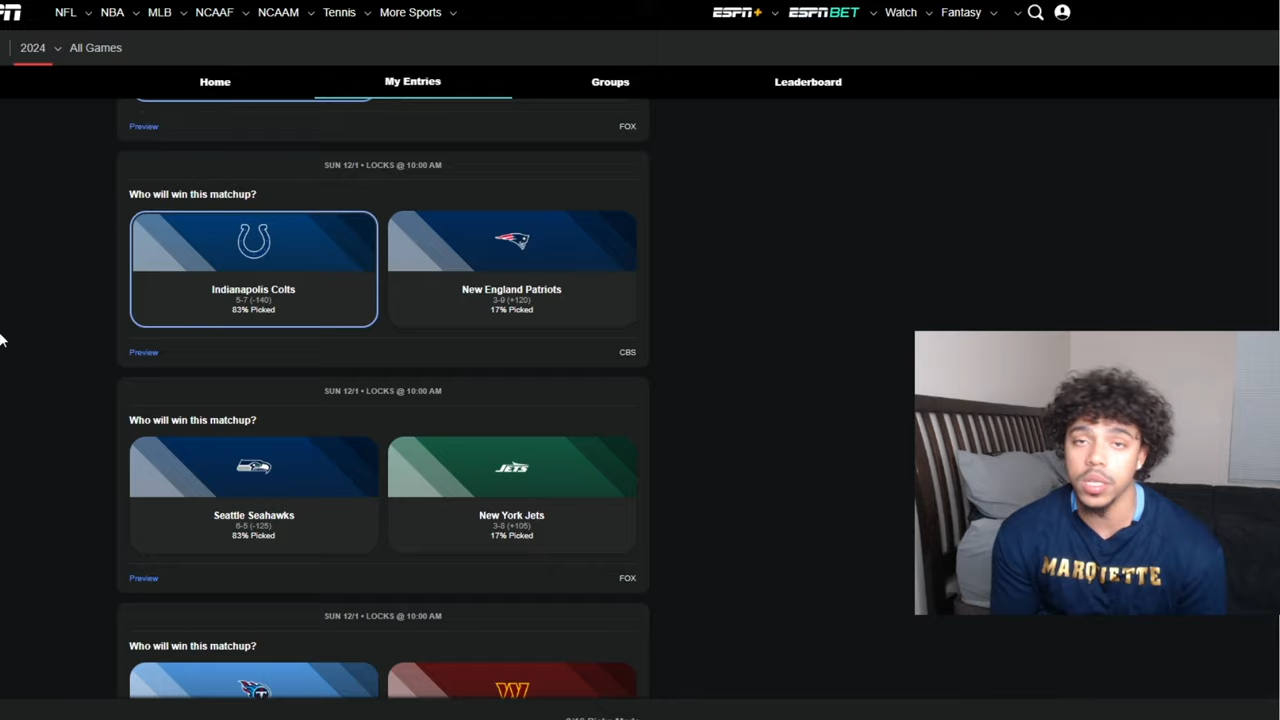 NFL NBA MLB NCAAF NCAAM Tennis More Sports ESPN+ ESPN BET Watch Fantasy
2024 All Games
Home My Entries Groups Leaderboard
Preview FOX
SUN 12/1 • LOCKS @ 10:00 AM
Who will win this matchup?
Indianapolis Colts New England Patriots
5-7 (-140) 3-9 (+120)
83% Picked 17% Picked
Preview CBS
SUN 12/1 • LOCKS @ 10:00 AM
Who will win this matchup?
JETS
Seattle Seahawks New York Jets
6-5 (-125) 3-8 (+105)
83% Picked 17% Picked
Preview FOX
SUN 12/1 • LOCKS @ 10:00 AM
Who will win this matchup?
MARQUETTE